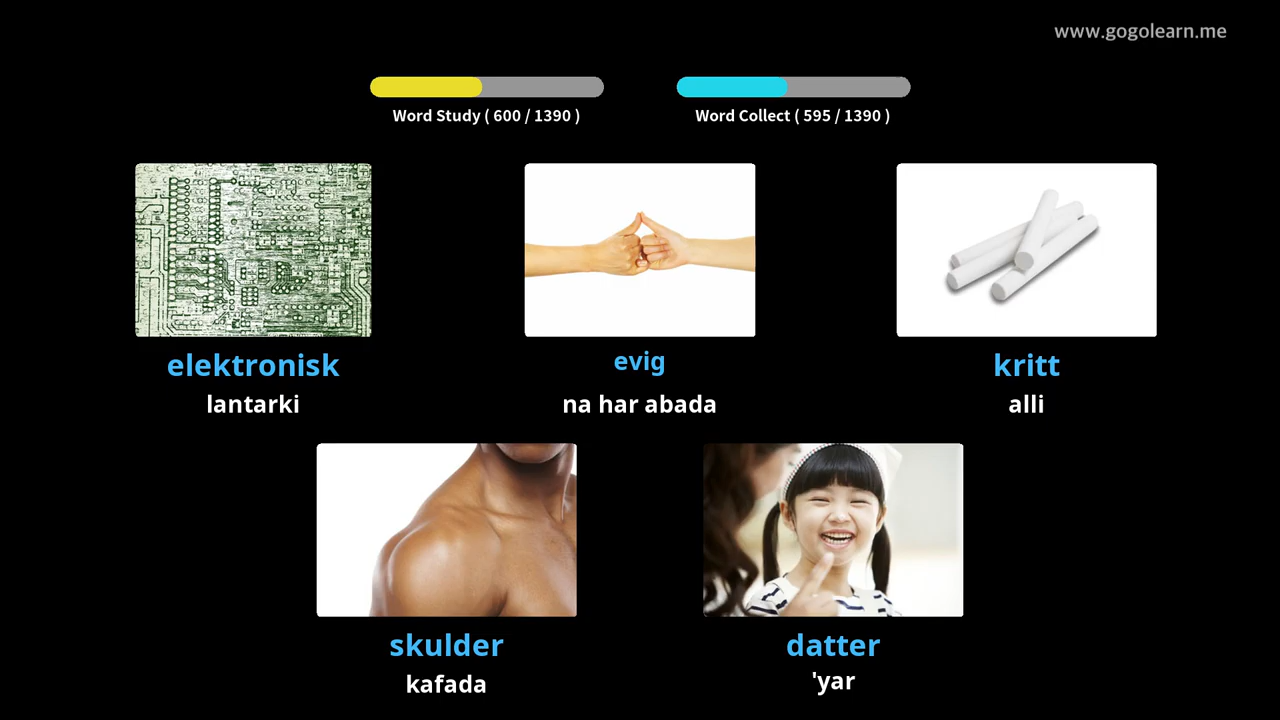 www.gogolearn.me
Word Study ( 600 / 1390 )
Word Collect ( 595 / 1390 )
elektronisk
lantarki
evig
na har abada
kritt
alli
skulder
kafada
datter
'yar